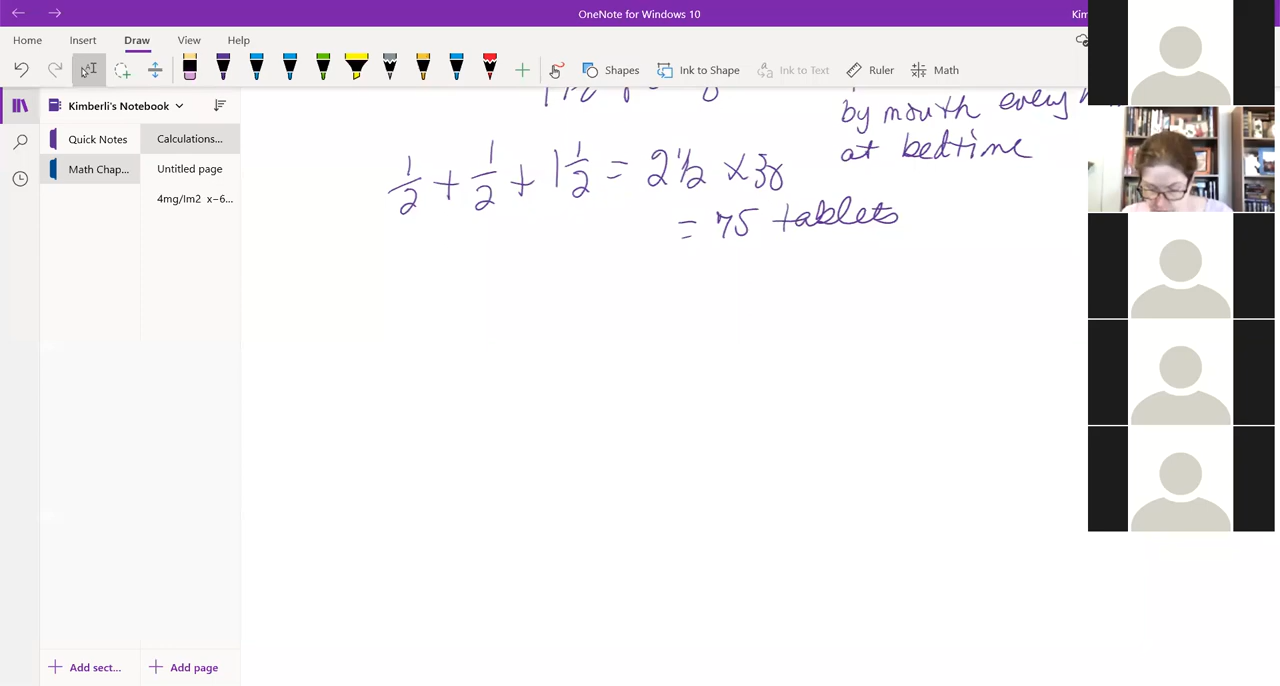 OneNote for Windows 10
Home Insert Draw View Help
Shapes Ink to Shape Ink to Text Ruler Math
Kimberli's Notebook
Quick Notes
Math Chap...
Calculations...
Untitled page
4mg/lm2 x–6...
by mouth every
at bedtime
1/2 + 1/2 + 1 1/2 = 2 1/2 x 30
= 75 tablets
+ Add sect...
+ Add page